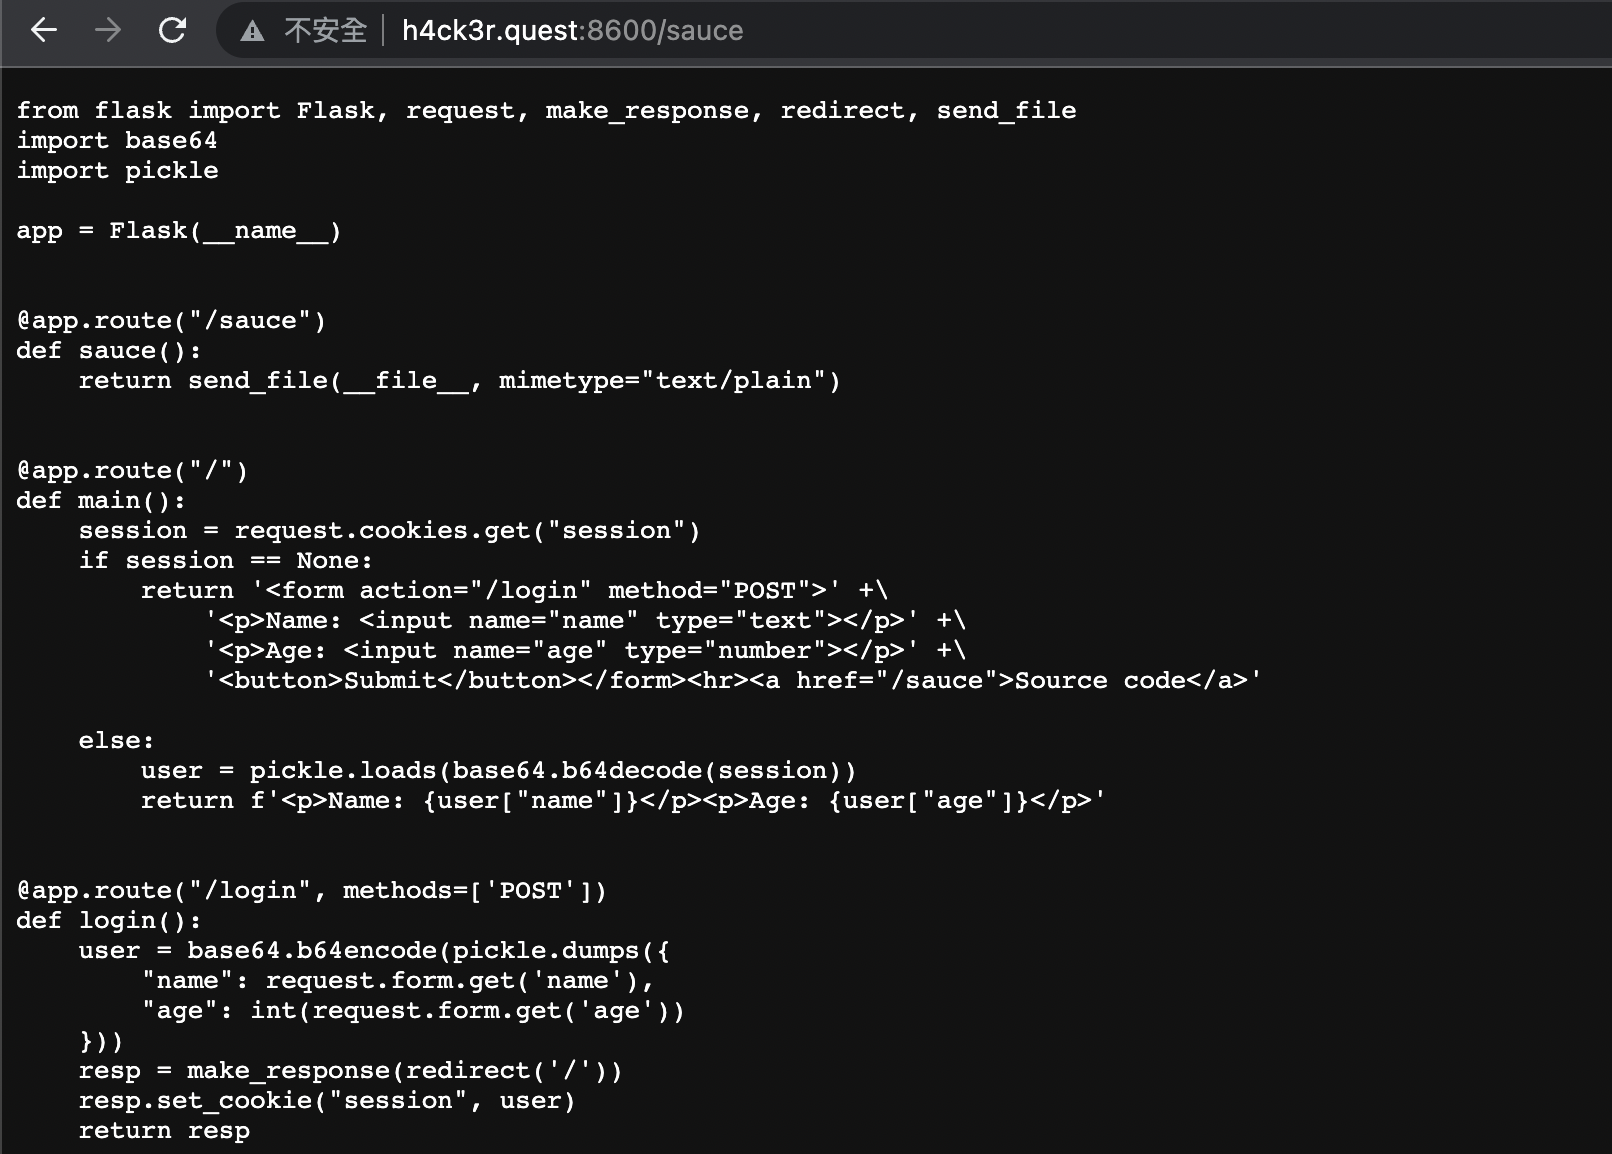 不安全 h4ck3r.quest:8600/sauce
from flask import Flask, request, make_response, redirect, send_file
import base64
import pickle

app = Flask(__name__)


@app.route("/sauce")
def sauce():
    return send_file(__file__, mimetype="text/plain")


@app.route("/")
def main():
    session = request.cookies.get("session")
    if session == None:
        return '<form action="/login" method="POST">' +\
            '<p>Name: <input name="name" type="text"></p>' +\
            '<p>Age: <input name="age" type="number"></p>' +\
            '<button>Submit</button></form><hr><a href="/sauce">Source code</a>'

    else:
        user = pickle.loads(base64.b64decode(session))
        return f'<p>Name: {user["name"]}</p><p>Age: {user["age"]}</p>'


@app.route("/login", methods=['POST'])
def login():
    user = base64.b64encode(pickle.dumps({
        "name": request.form.get('name'),
        "age": int(request.form.get('age'))
    }))
    resp = make_response(redirect('/'))
    resp.set_cookie("session", user)
    return resp